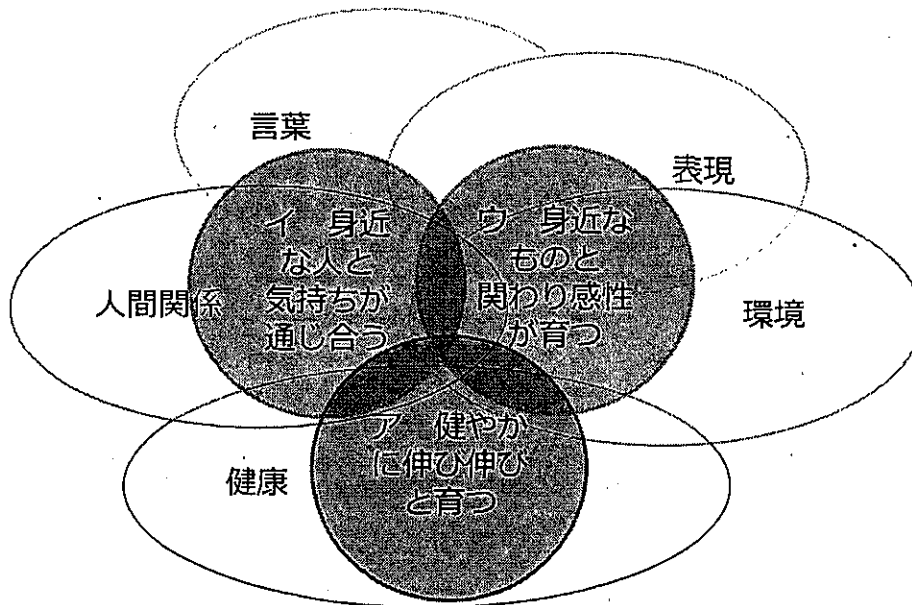 言葉
表現
イ 身近
な人と
気持ちが
通じ合う
ウ 身近な
ものと
関わり感性
が育つ
人間関係
環境
ア 健やか
に伸び伸び
と育つ
健康